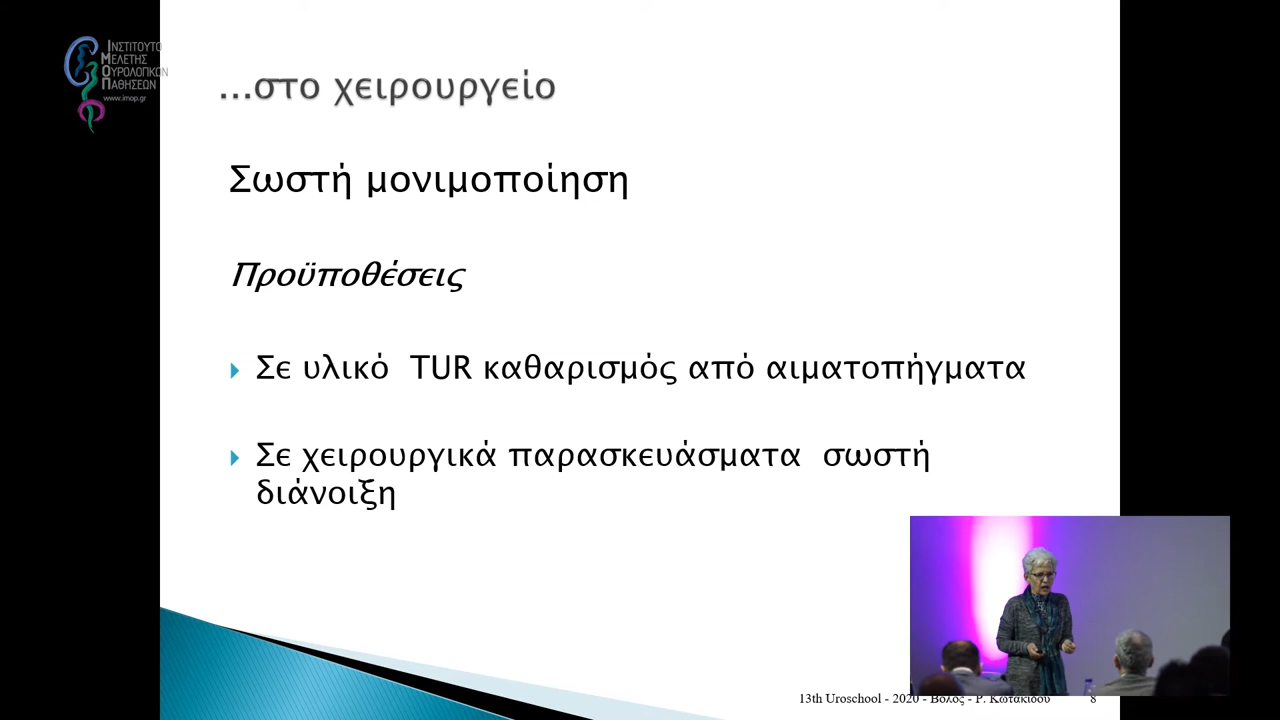 ΙΝΣΤΙΤΟΥΤΟ
ΜΕΛΕΤΗΣ
ΟΥΡΟΛΟΓΙΚΩΝ
ΠΑΘΗΣΕΩΝ
www.imop.gr
...στο χειρουργείο
Σωστή μονιμοποίηση
Προϋποθέσεις
Σε υλικό TUR καθαρισμός από αιματοπήγματα
Σε χειρουργικά παρασκευάσματα σωστή
διάνοιξη
13th Uroschool - 2020 - Βόλος - Ρ. Κωτακίδου 8